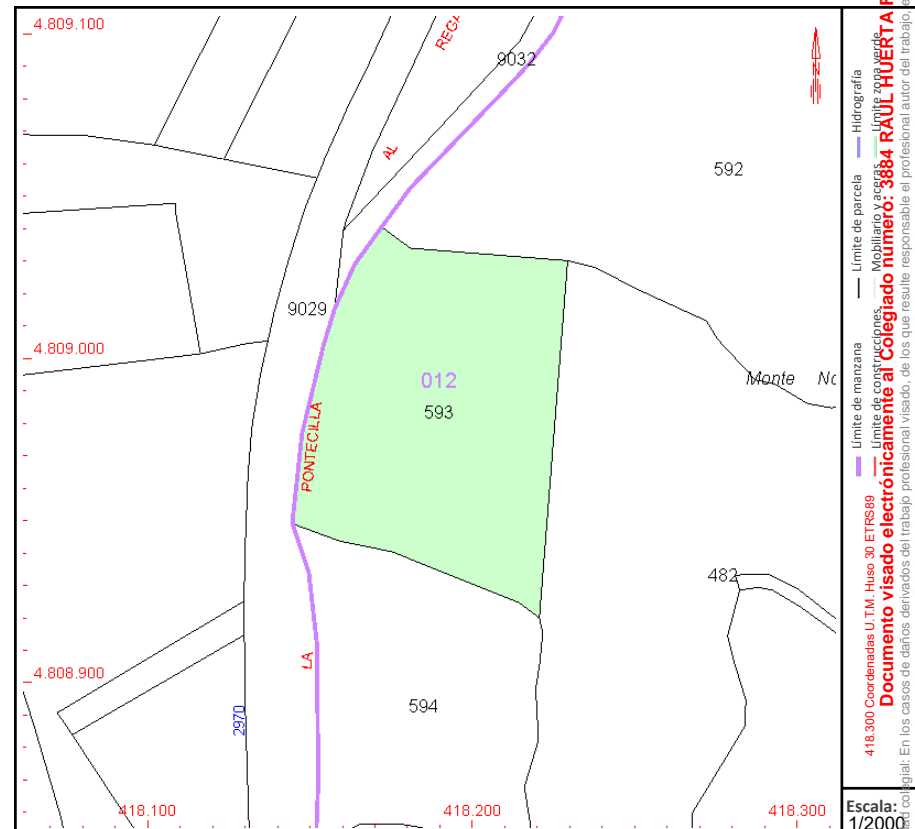 4.809.100
REGA
9032
AL
592
9029
4.809.000
012
593
PONTECILLA
Monte
482
4.808.900
LA
594
2970
418.100
418.200
418.300
Límite de manzana
Límite de parcela
Hidrografía
Límite de construcciones
Mobiliario y aceras
Límite zona verde
418.300 Coordenadas U.T.M. Huso 30 ETRS89
Documento visado electrónicamente al Colegiado número: 3884 RAUL HUERTA
colegial: En los casos de daños derivados del trabajo profesional visado, de los que resulte responsable el profesional autor del trabajo,
Escala:
1/2000